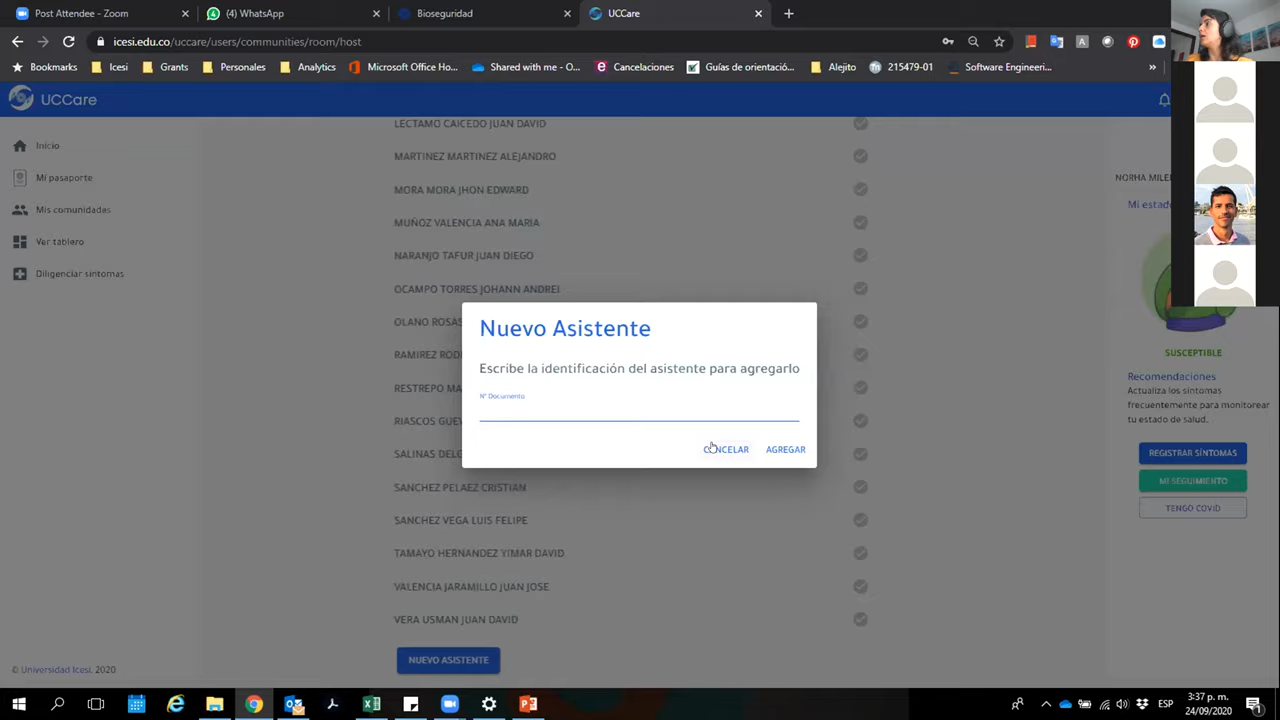 Post Attendee - Zoom
(4) WhatsApp
Bioseguridad
UCCare
icesi.edu.co/uccare/users/communities/room/host
Bookmarks
Icesi
Grants
Personales
Analytics
Microsoft Office Ho...
Shared with me - O...
Cancelaciones
Guías de orientació...
Alejito
215479-01
Software Engineeri...
»
UCCare
LECTAMO CAICEDO JUAN DAVID
Inicio
MARTINEZ MARTINEZ ALEJANDRO
Mi pasaporte
NORHA MILE
MORA MORA JHON EDWARD
Mi estad
Mis comunidades
MUÑOZ VALENCIA ANA MARIA
Ver tablero
NARANJO TAFUR JUAN DIEGO
Diligenciar síntomas
OCAMPO TORRES JOHANN ANDREI
OLANO ROSAS
Nuevo Asistente
RAMIREZ ROD
SUSCEPTIBLE
Escribe la identificación del asistente para agregarlo
Recomendaciones
RESTREPO MA
Actualiza los síntomas
N° Documento
frecuentemente para monitorear
tu estado de salud.
RIASCOS GUE
CANCELAR
AGREGAR
SALINAS DELG
REGISTRAR SÍNTOMAS
SANCHEZ PELAEZ CRISTIAN
MI SEGUIMIENTO
TENGO COVID
SANCHEZ VEGA LUIS FELIPE
TAMAYO HERNANDEZ YIMAR DAVID
VALENCIA JARAMILLO JUAN JOSE
VERA USMAN JUAN DAVID
NUEVO ASISTENTE
© Universidad Icesi, 2020
ESP
3:37 p. m.
24/09/2020